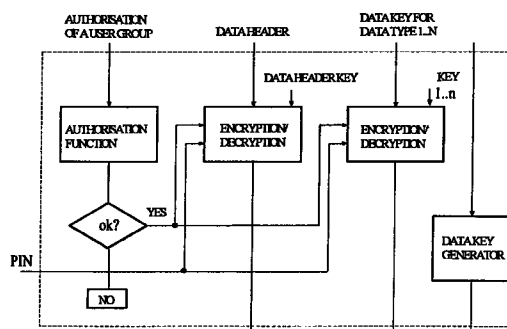 AUTHORISATION
OF A USER GROUP
DATA HEADER
DATA KEY FOR
DATA TYPE 1..N
DATA HEADER KEY
KEY
1..n
AUTHORISATION
FUNCTION
ENCRYPTION/
DECRYPTION
ENCRYPTION/
DECRYPTION
ok?
YES
DATA KEY
GENERATOR
PIN
NO